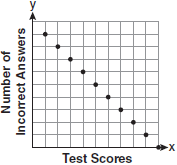 y
Number of
Incorrect Answers
x
Test Scores